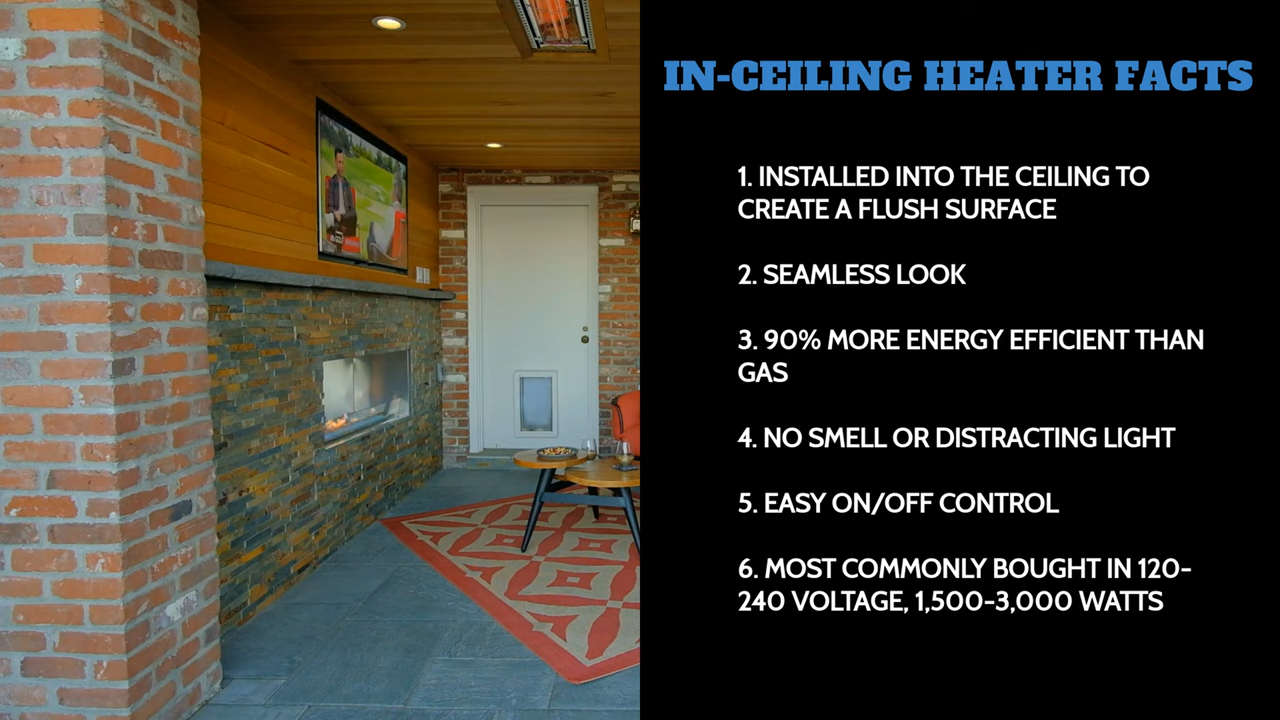 IN-CEILING HEATER FACTS
1. INSTALLED INTO THE CEILING TO
CREATE A FLUSH SURFACE
2. SEAMLESS LOOK
3. 90% MORE ENERGY EFFICIENT THAN
GAS
4. NO SMELL OR DISTRACTING LIGHT
5. EASY ON/OFF CONTROL
6. MOST COMMONLY BOUGHT IN 120-
240 VOLTAGE, 1,500-3,000 WATTS